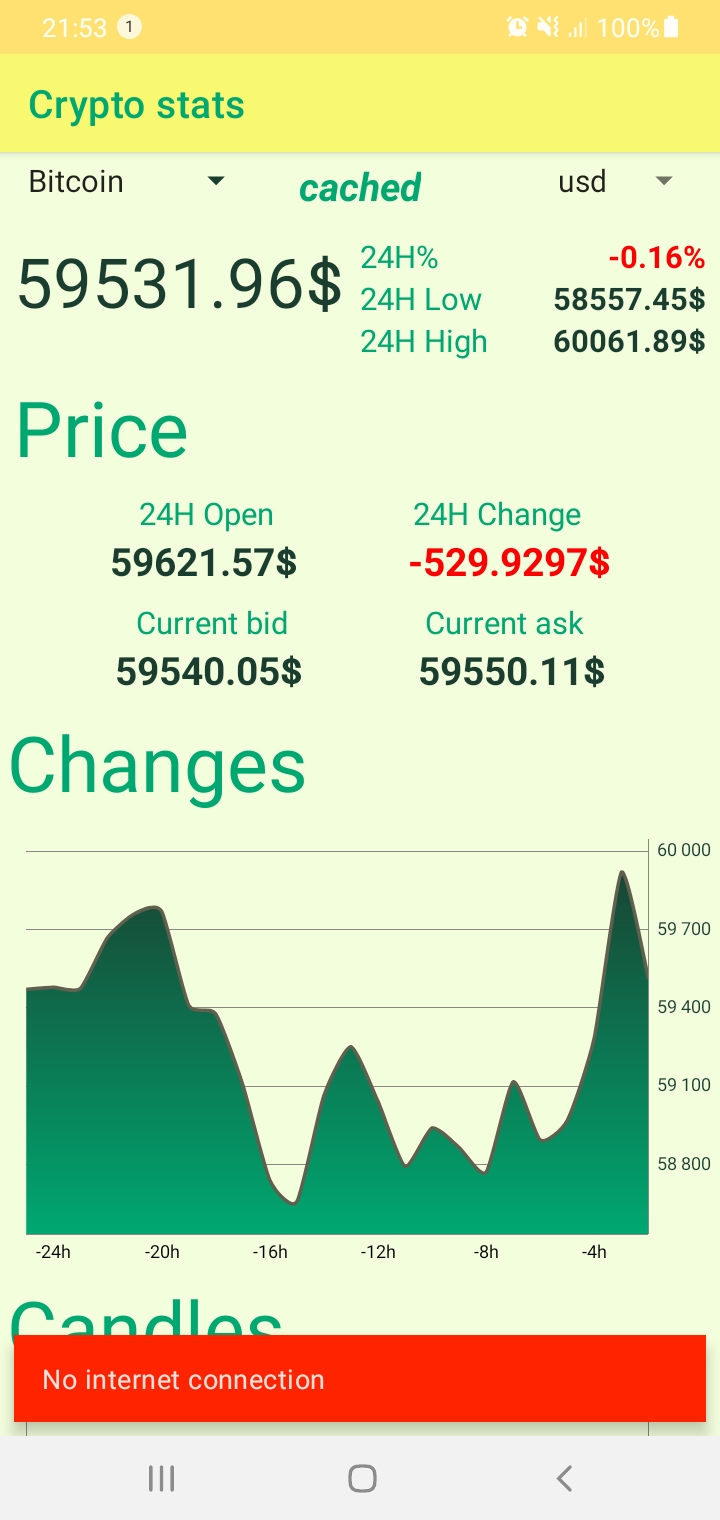 21:53 1 100%
Crypto stats
Bitcoin cached usd
59531.96$
24H% -0.16%
24H Low 58557.45$
24H High 60061.89$
Price
24H Open 24H Change
59621.57$ -529.9297$
Current bid Current ask
59540.05$ 59550.11$
Changes
60 000
59 700
59 400
59 100
58 800
-24h -20h -16h -12h -8h -4h
Candles
No internet connection